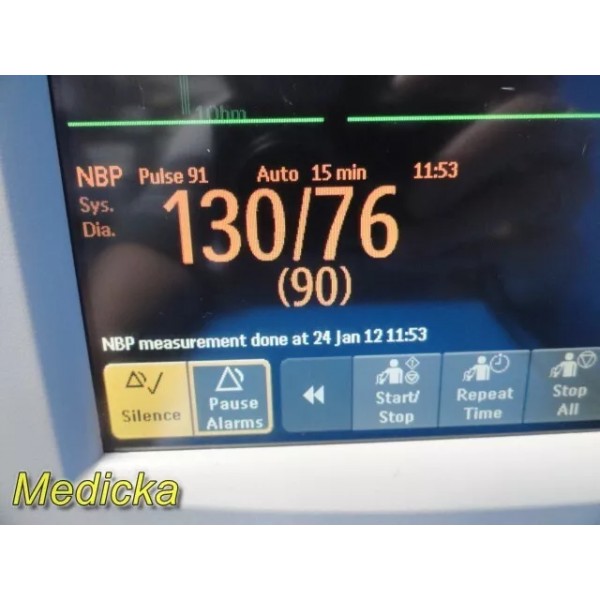 1Ohm
NBP Pulse 91 Auto 15 min 11:53
Sys.
Dia.
130/76
(90)
NBP measurement done at 24 Jan 12 11:53
Silence
Pause
Alarms
Start/
Stop
Repeat
Time
Stop
All
Medicka